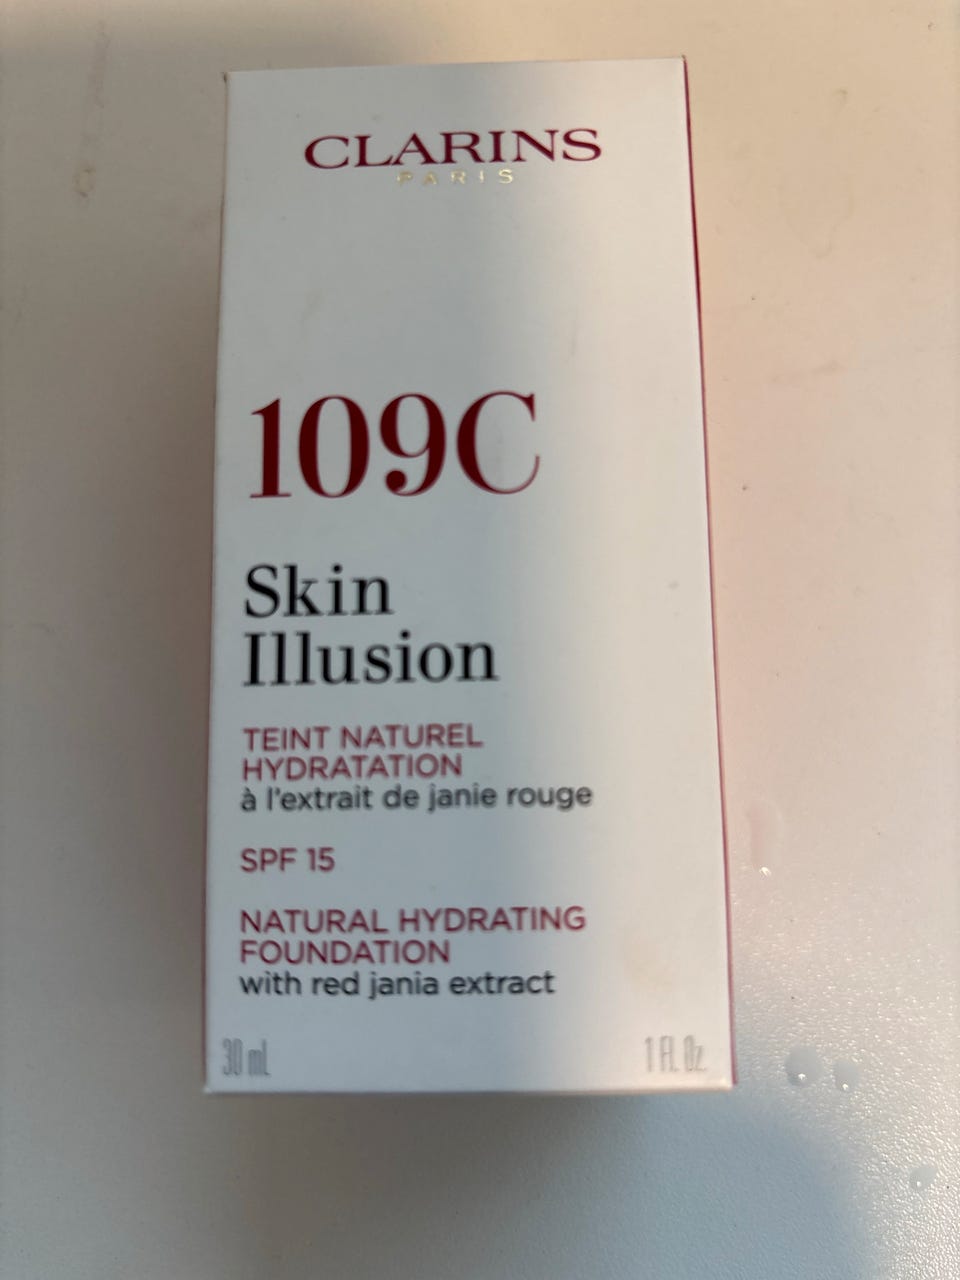 CLARINS
PARIS
109C
Skin
Illusion
TEINT NATUREL
HYDRATATION
à l'extrait de janie rouge
SPF 15
NATURAL HYDRATING
FOUNDATION
with red jania extract
30 mL 1 Fl. Oz.